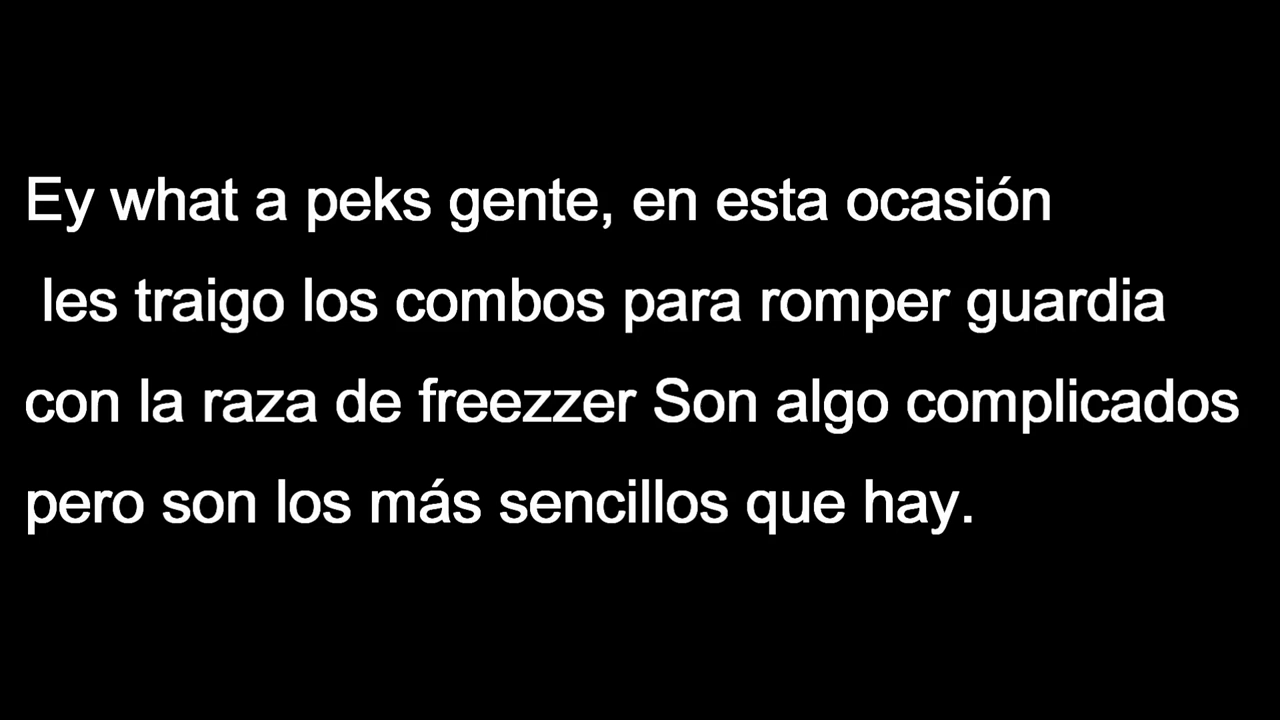 Ey what a peks gente, en esta ocasión
les traigo los combos para romper guardia
con la raza de freezzer Son algo complicados
pero son los más sencillos que hay.